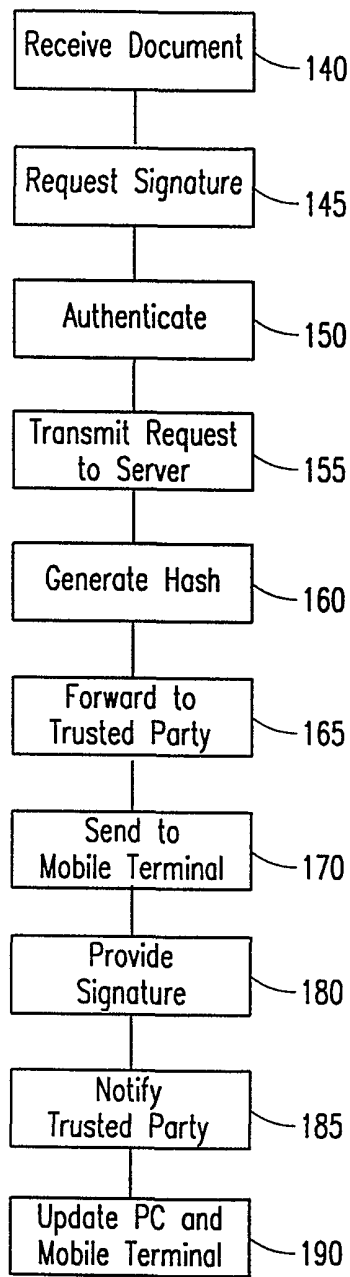 Receive Document
140
Request Signature
145
Authenticate
150
Transmit Request
to Server
155
Generate Hash
160
Forward to
Trusted Party
165
Send to
Mobile Terminal
170
Provide
Signature
180
Notify
Trusted Party
185
Update PC and
Mobile Terminal
190